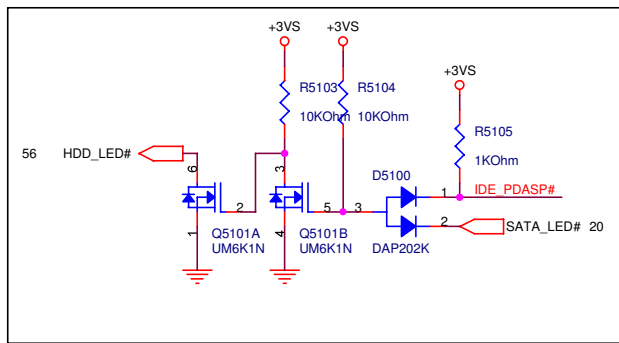 +3VS
+3VS
R5103
R5104
+3VS
10KOhm
10KOhm
R5105
1KOhm
56
HDD_LED#
6
3
D5100
1
IDE_PDASP#
2
5
3
2
SATA_LED#
20
1
4
Q5101A
Q5101B
DAP202K
UM6K1N
UM6K1N